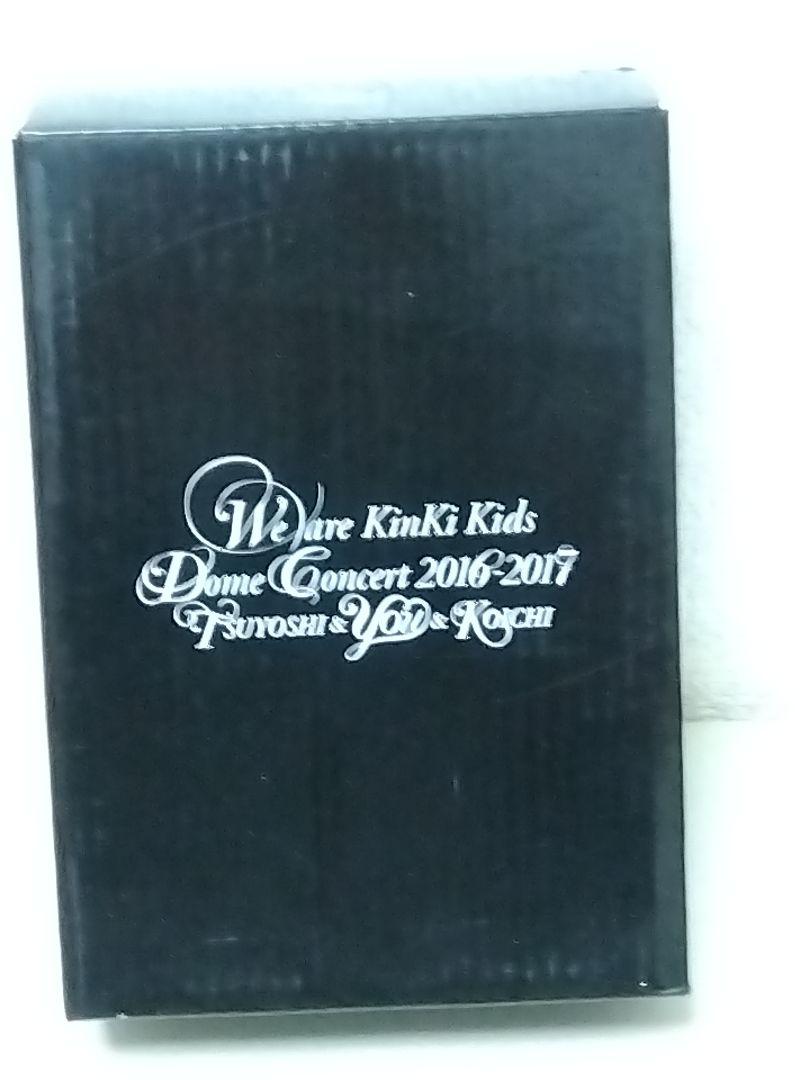 We are KinKi Kids
Dome Concert 2016-2017
TSUYOSHI & YOU & KOICHI